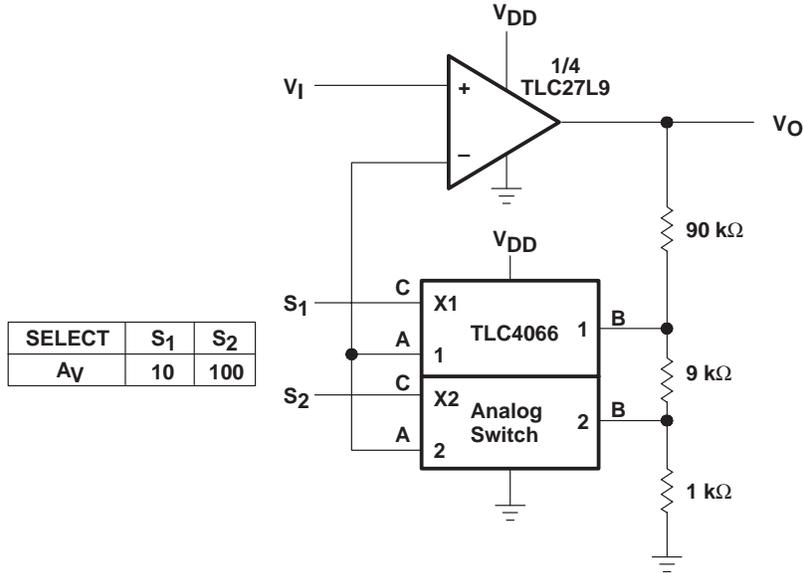 VDD
1/4
TLC27L9
VI
+
–
VO
90 kΩ
VDD
S1
C
X1
TLC4066
1
B
A
1
9 kΩ
S2
C
X2
Analog
Switch
2
B
A
2
1 kΩ
SELECT S1 S2
AV 10 100